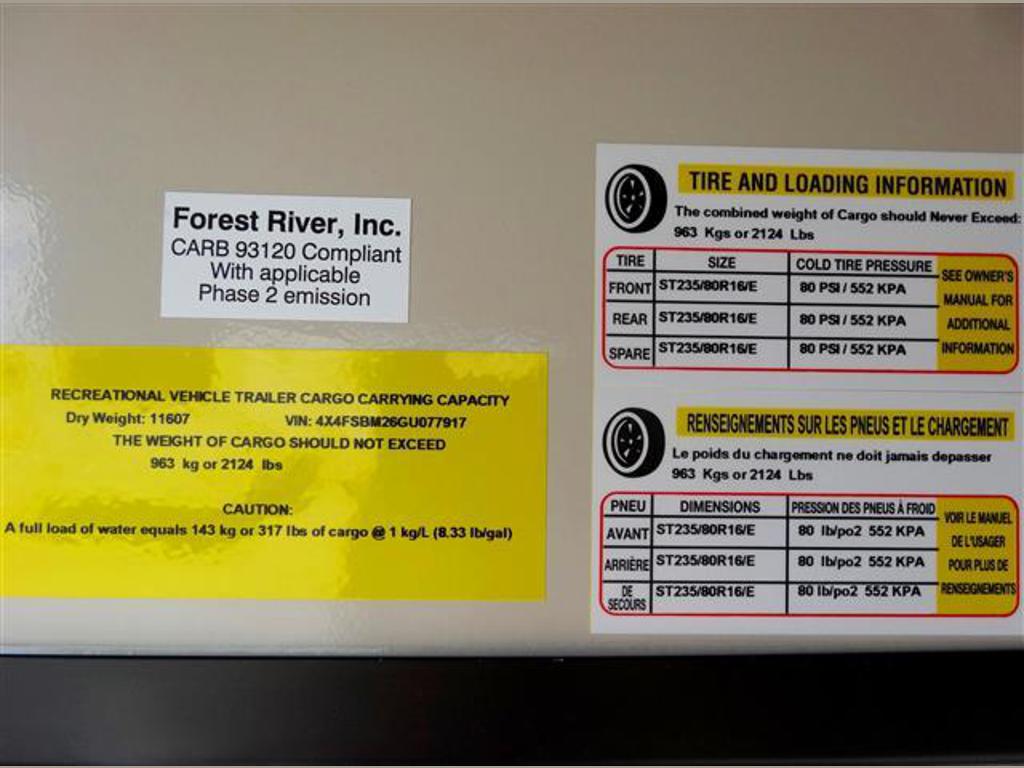 Forest River, Inc.
CARB 93120 Compliant
With applicable
Phase 2 emission
RECREATIONAL VEHICLE TRAILER CARGO CARRYING CAPACITY
Dry Weight: 11607 VIN: 4X4FSBM26GU077917
THE WEIGHT OF CARGO SHOULD NOT EXCEED
963 kg or 2124 lbs
CAUTION:
A full load of water equals 143 kg or 317 lbs of cargo @ 1 kg/L (8.33 lb/gal)
TIRE AND LOADING INFORMATION
The combined weight of Cargo should Never Exceed:
963 Kgs or 2124 Lbs
TIRE SIZE COLD TIRE PRESSURE
FRONT ST235/80R16/E 80 PSI / 552 KPA
REAR ST235/80R16/E 80 PSI / 552 KPA
SPARE ST235/80R16/E 80 PSI / 552 KPA
SEE OWNER'S
MANUAL FOR
ADDITIONAL
INFORMATION
RENSEIGNEMENTS SUR LES PNEUS ET LE CHARGEMENT
Le poids du chargement ne doit jamais depasser
963 Kgs or 2124 Lbs
PNEU DIMENSIONS PRESSION DES PNEUS À FROID
AVANT ST235/80R16/E 80 lb/po2 552 KPA
ARRIÈRE ST235/80R16/E 80 lb/po2 552 KPA
DE
SECOURS ST235/80R16/E 80 lb/po2 552 KPA
VOIR LE MANUEL
DE L'USAGER
POUR PLUS DE
RENSEIGNEMENTS